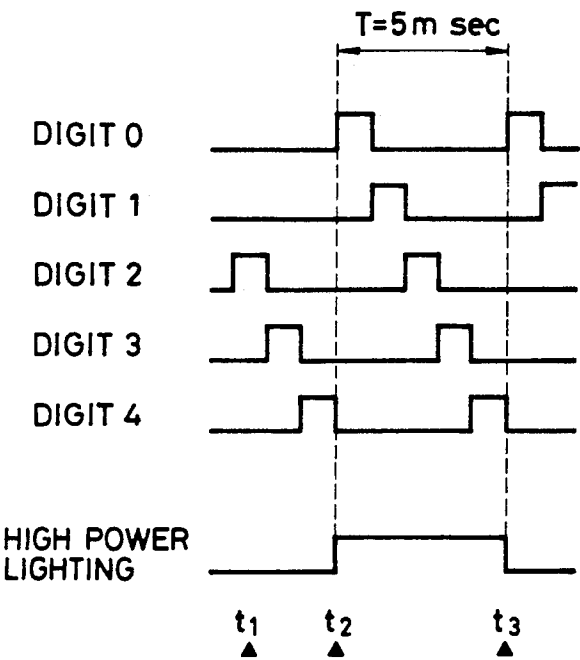 T=5m sec
DIGIT 0
DIGIT 1
DIGIT 2
DIGIT 3
DIGIT 4
HIGH POWER
LIGHTING
t1 t2 t3